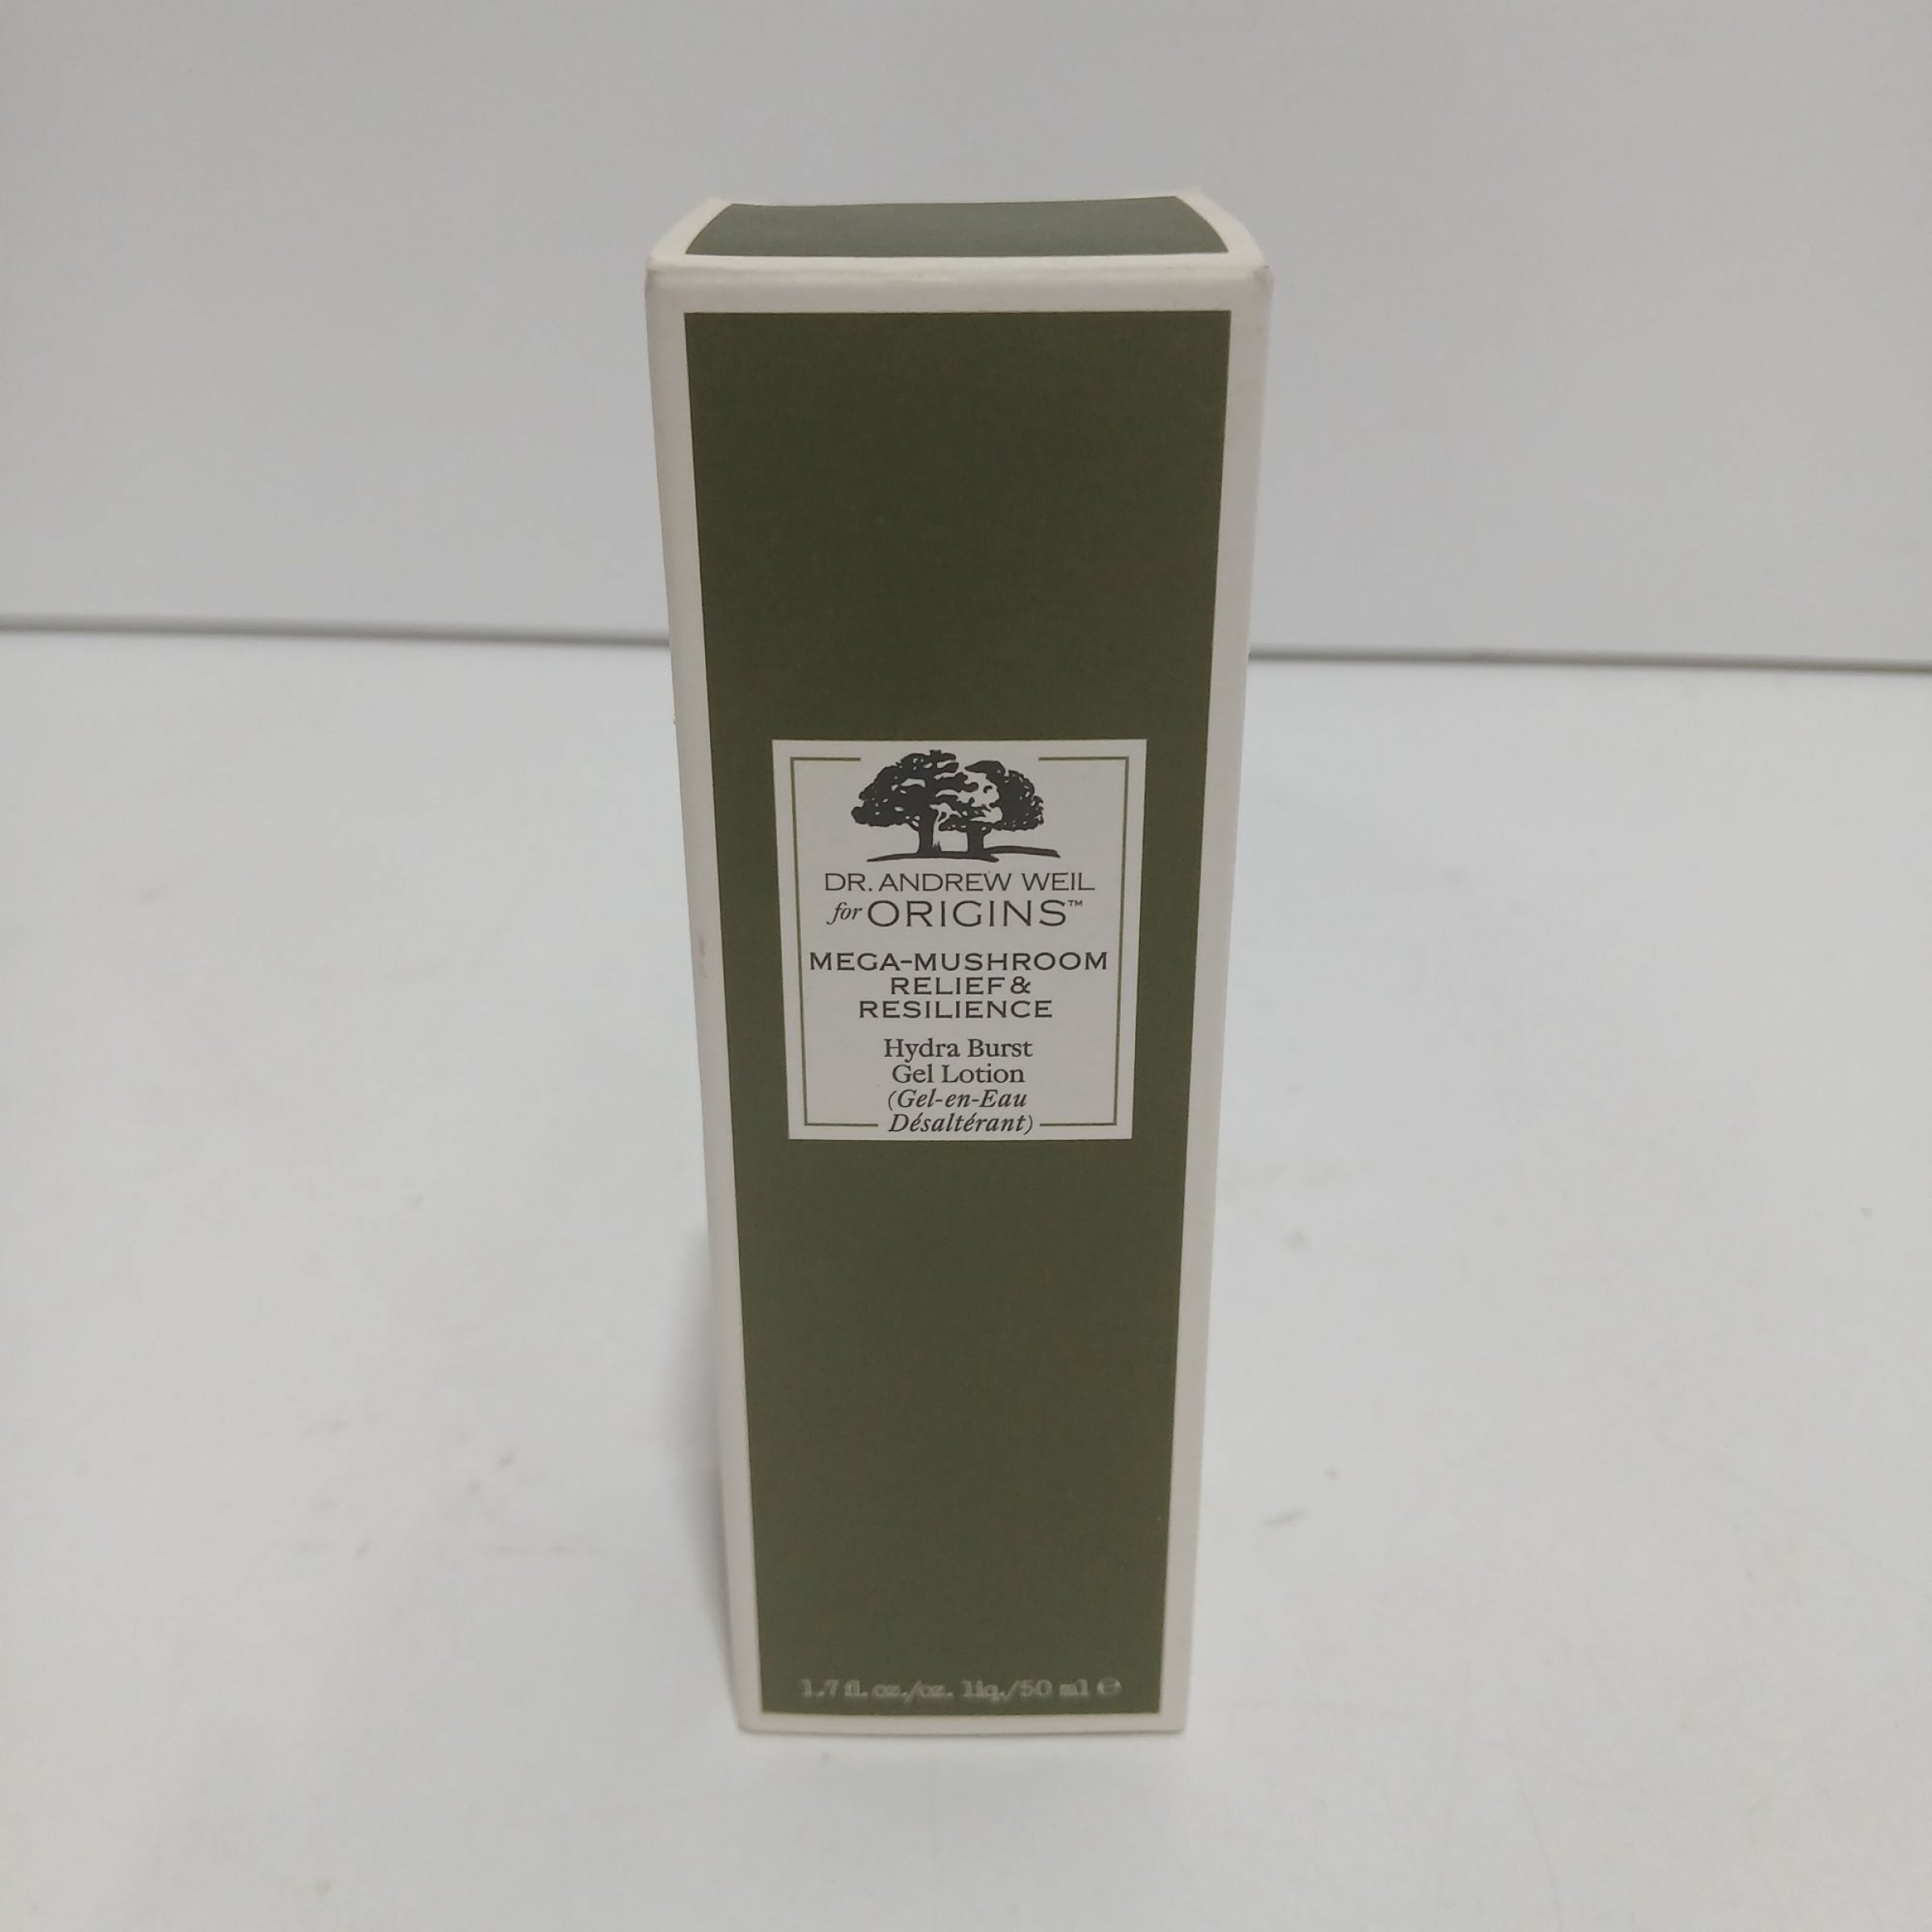 DR. ANDREW WEIL
for ORIGINS™
MEGA-MUSHROOM
RELIEF &
RESILIENCE
Hydra Burst
Gel Lotion
(Gel-en-Eau
Désaltérant)
1.7 fl. oz./oz. liq./50 ml ℮